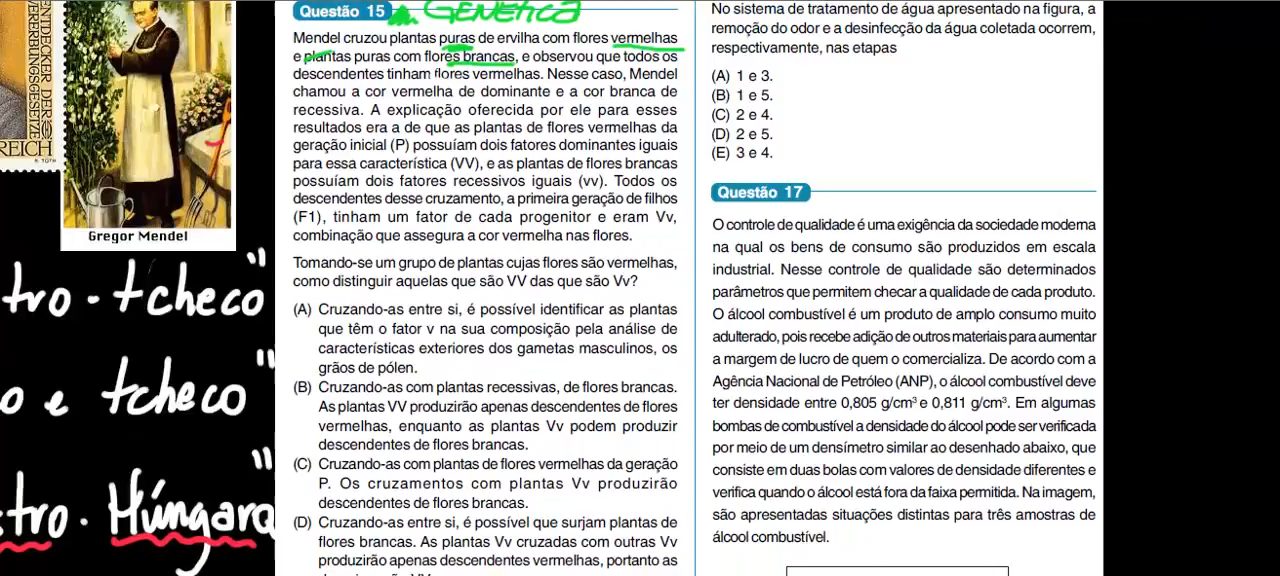 ENTDECKER DER
VERERBUNGSGESETZE
REICH
Gregor Mendel
tro - tcheco"
o e tcheco"
"
stro - Húngara
Questão 15
GENÉTICA
Mendel cruzou plantas puras de ervilha com flores vermelhas
e plantas puras com flores brancas, e observou que todos os
descendentes tinham flores vermelhas. Nesse caso, Mendel
chamou a cor vermelha de dominante e a cor branca de
recessiva. A explicação oferecida por ele para esses
resultados era a de que as plantas de flores vermelhas da
geração inicial (P) possuíam dois fatores dominantes iguais
para essa característica (VV), e as plantas de flores brancas
possuíam dois fatores recessivos iguais (vv). Todos os
descendentes desse cruzamento, a primeira geração de filhos
(F1), tinham um fator de cada progenitor e eram Vv,
combinação que assegura a cor vermelha nas flores.
Tomando-se um grupo de plantas cujas flores são vermelhas,
como distinguir aquelas que são VV das que são Vv?
(A) Cruzando-as entre si, é possível identificar as plantas
que têm o fator v na sua composição pela análise de
características exteriores dos gametas masculinos, os
grãos de pólen.
(B) Cruzando-as com plantas recessivas, de flores brancas.
As plantas VV produzirão apenas descendentes de flores
vermelhas, enquanto as plantas Vv podem produzir
descendentes de flores brancas.
(C) Cruzando-as com plantas de flores vermelhas da geração
P. Os cruzamentos com plantas Vv produzirão
descendentes de flores brancas.
(D) Cruzando-as entre si, é possível que surjam plantas de
flores brancas. As plantas Vv cruzadas com outras Vv
produzirão apenas descendentes vermelhas, portanto as
No sistema de tratamento de água apresentado na figura, a
remoção do odor e a desinfecção da água coletada ocorrem,
respectivamente, nas etapas
(A) 1 e 3.
(B) 1 e 5.
(C) 2 e 4.
(D) 2 e 5.
(E) 3 e 4.
Questão 17
O controle de qualidade é uma exigência da sociedade moderna
na qual os bens de consumo são produzidos em escala
industrial. Nesse controle de qualidade são determinados
parâmetros que permitem checar a qualidade de cada produto.
O álcool combustível é um produto de amplo consumo muito
adulterado, pois recebe adição de outros materiais para aumentar
a margem de lucro de quem o comercializa. De acordo com a
Agência Nacional de Petróleo (ANP), o álcool combustível deve
ter densidade entre 0,805 g/cm³ e 0,811 g/cm³. Em algumas
bombas de combustível a densidade do álcool pode ser verificada
por meio de um densímetro similar ao desenhado abaixo, que
consiste em duas bolas com valores de densidade diferentes e
verifica quando o álcool está fora da faixa permitida. Na imagem,
são apresentadas situações distintas para três amostras de
álcool combustível.